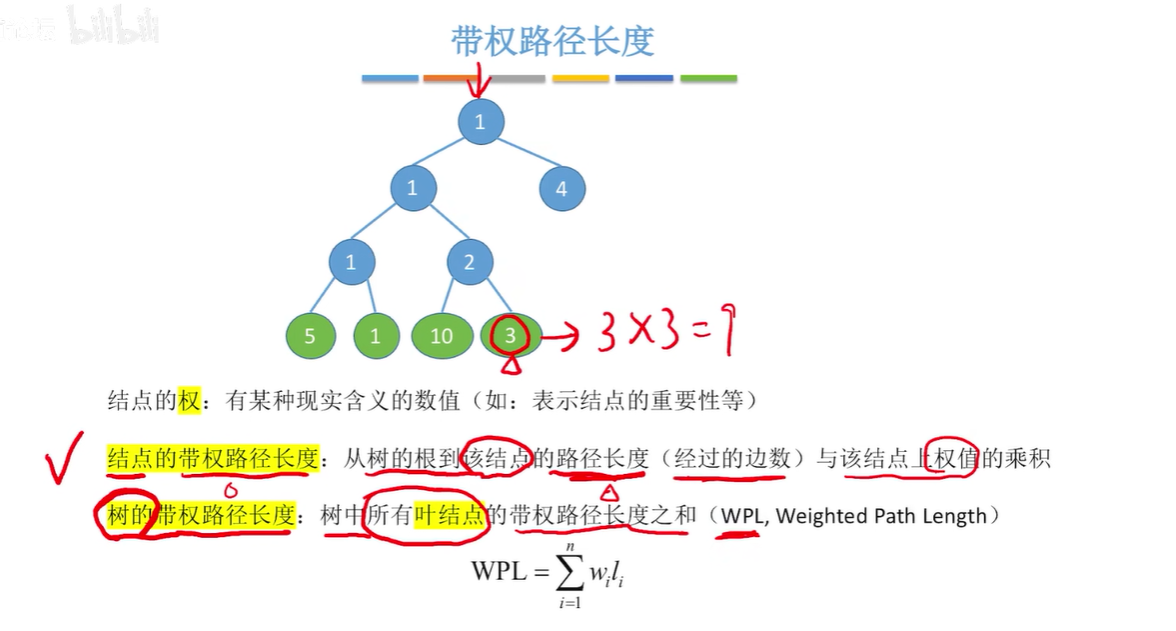 bilibili
带权路径长度
1
1 4
1 2
5 1 10 3 → 3×3=9
结点的权：有某种现实含义的数值（如：表示结点的重要性等）
结点的带权路径长度：从树的根到该结点的路径长度（经过的边数）与该结点上权值的乘积
树的带权路径长度：树中所有叶结点的带权路径长度之和（WPL, Weighted Path Length）
WPL = ∑ⁿᵢ₌₁ wᵢlᵢ